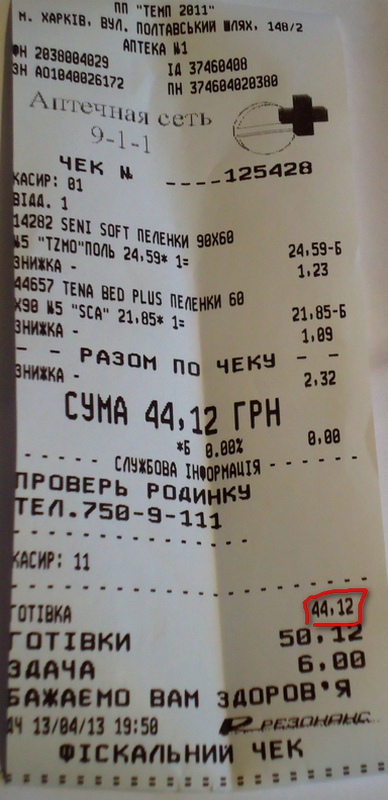 ПП "ТЕМП 2011"
М. ХАРКІВ, ВУЛ. ПОЛТАВСЬКИЙ ШЛЯХ, 148/2
АПТЕКА №1
ФН 2038004029 ІД 37460408
ЗН АО1040026172 ПН 374604020380
Аптечная сеть
9-1-1
ЧЕК № ____125428
КАСИР: 01
ВІДД. 1
14282 SENI SOFT ПЕЛЕНКИ 90X60
№5 "TZMO"ПОЛЬ 24,59* 1= 24,59-Б
ЗНИЖКА - 1,23
44657 TENA BED PLUS ПЕЛЕНКИ 60
X90 №5 "SCA" 21,85* 1= 21,85-Б
ЗНИЖКА - 1,09
- - РАЗОМ ПО ЧЕКУ - -
ЗНИЖКА - 2,32
СУМА 44,12 ГРН
*Б 0.00% 0,00
- - - - - СЛУЖБОВА ІНФОРМАЦІЯ - - - - - -
ПРОВЕРЬ РОДИНКУ
ТЕЛ.750-9-111
КАСИР: 11
ГОТІВКА 44,12
ГОТІВКИ 50,12
ЗДАЧА 6,00
БАЖАЄМО ВАМ ЗДОРОВ'Я
ДЧ 13/04/13 19:50 РЕЗОНАНС
ФІСКАЛЬНИЙ ЧЕК